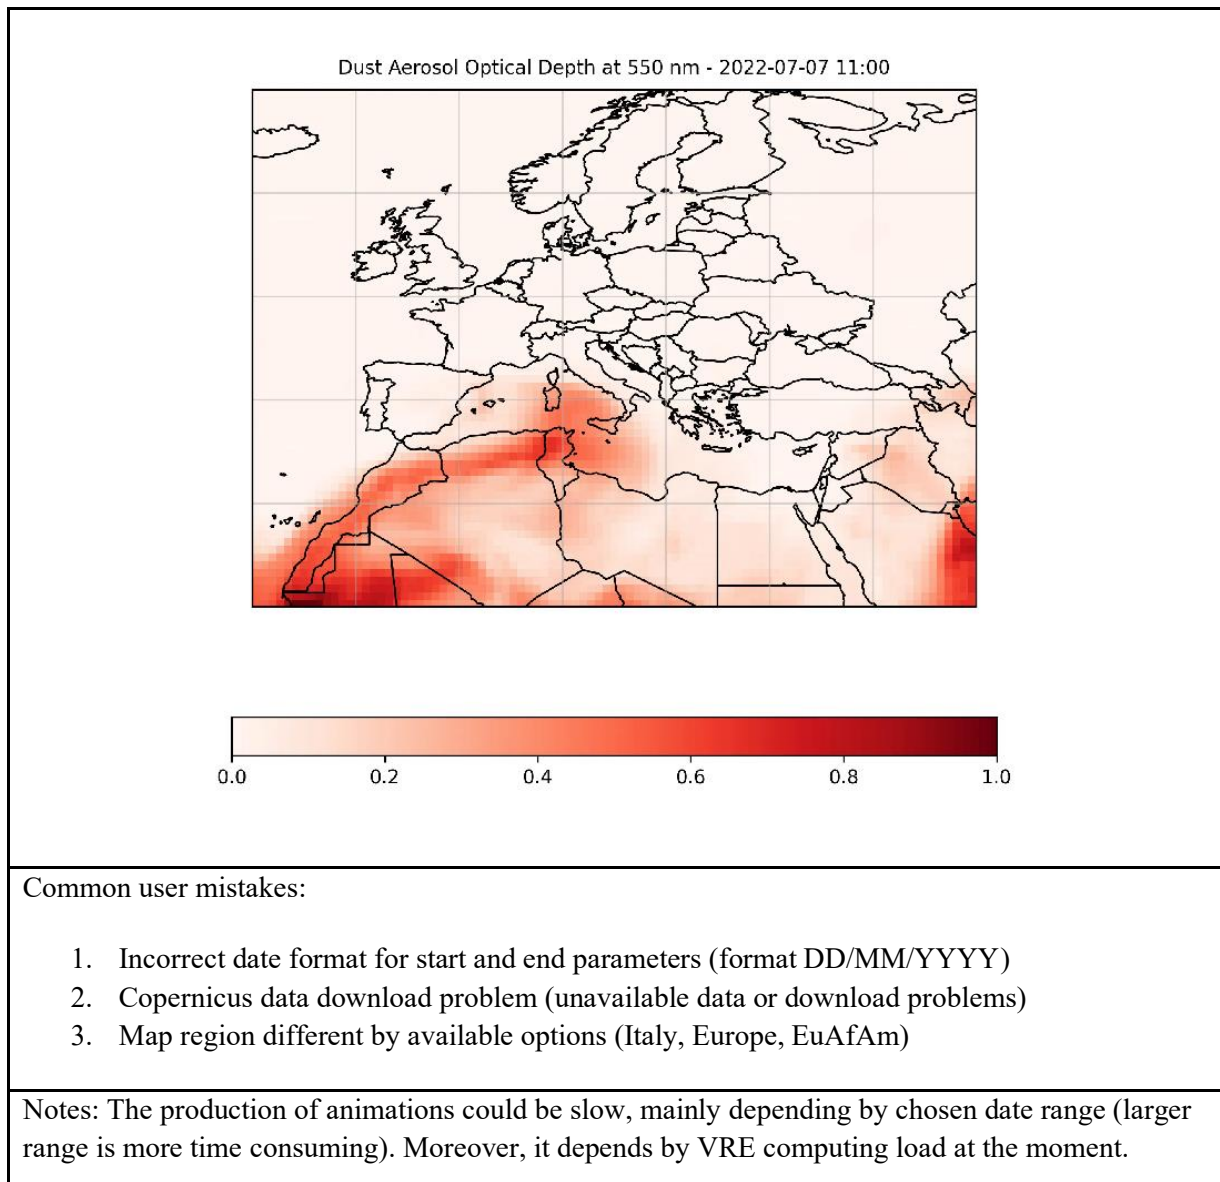 Dust Aerosol Optical Depth at 550 nm - 2022-07-07 11:00
0.0 0.2 0.4 0.6 0.8 1.0
Common user mistakes:
1. Incorrect date format for start and end parameters (format DD/MM/YYYY)
2. Copernicus data download problem (unavailable data or download problems)
3. Map region different by available options (Italy, Europe, EuAfAm)
Notes: The production of animations could be slow, mainly depending by chosen date range (larger
range is more time consuming). Moreover, it depends by VRE computing load at the moment.